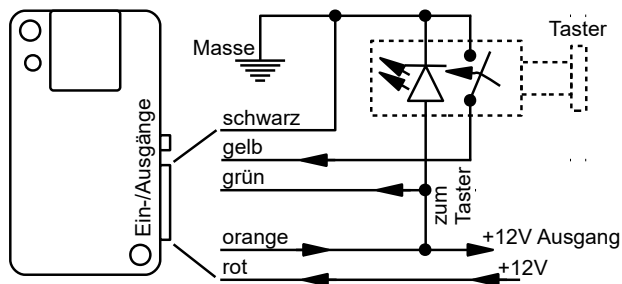 Taster
Masse
Ein-/Ausgänge
schwarz
gelb
grün
zum
Taster
orange
+12V Ausgang
rot
+12V